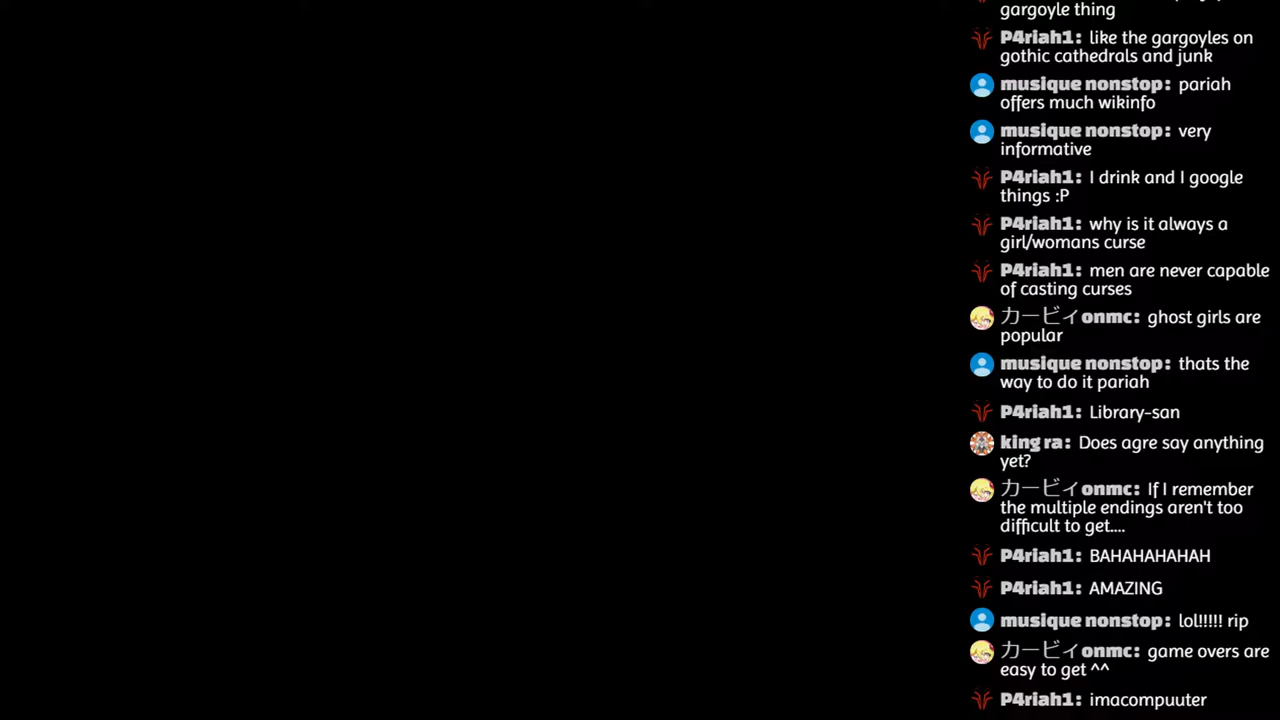 gargoyle thing
P4riah1: like the gargoyles on
gothic cathedrals and junk
musique nonstop: pariah
offers much wikinfo
musique nonstop: very
informative
P4riah1: I drink and I google
things :P
P4riah1: why is it always a
girl/womans curse
P4riah1: men are never capable
of casting curses
カービィonmc: ghost girls are
popular
musique nonstop: thats the
way to do it pariah
P4riah1: Library-san
king ra: Does agre say anything
yet?
カービィonmc: If I remember
the multiple endings aren't too
difficult to get....
P4riah1: BAHAHAHAHAH
P4riah1: AMAZING
musique nonstop: lol!!!!! rip
カービィonmc: game overs are
easy to get ^^
P4riah1: imacompuuter